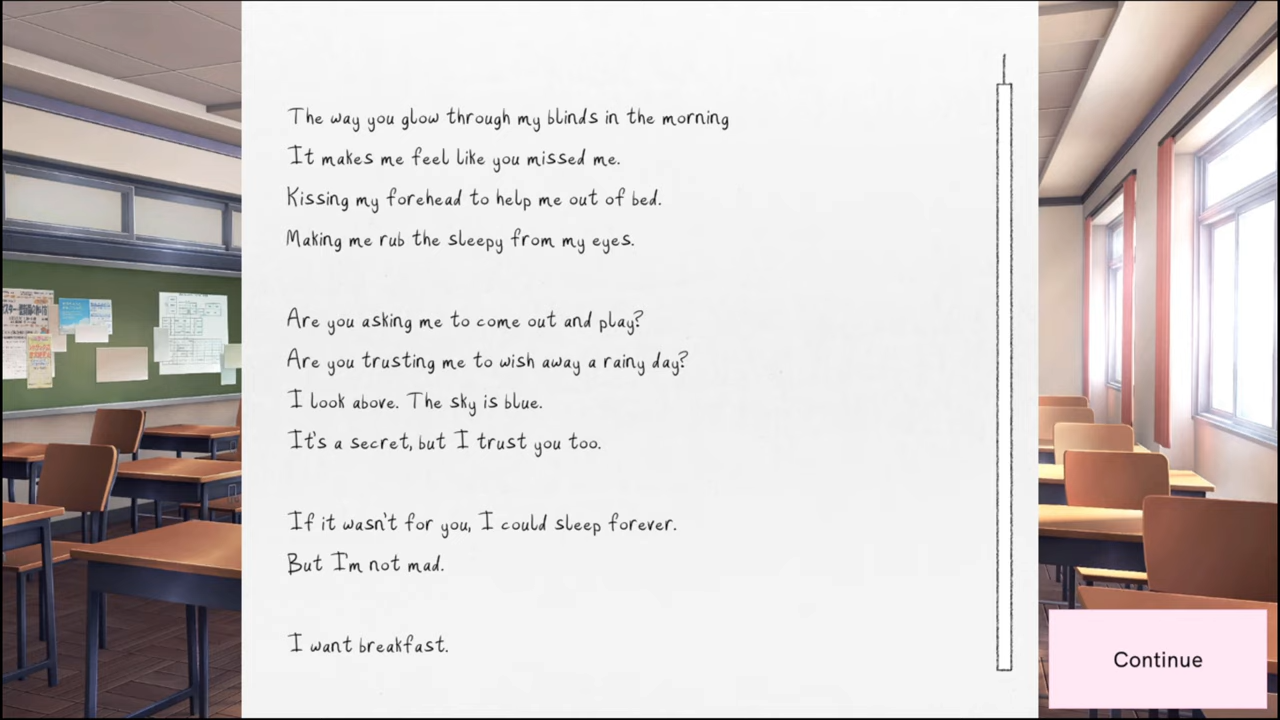 The way you glow through my blinds in the morning
It makes me feel like you missed me.
Kissing my forehead to help me out of bed.
Making me rub the sleepy from my eyes.
Are you asking me to come out and play?
Are you trusting me to wish away a rainy day?
I look above. The sky is blue.
It's a secret, but I trust you too.
If it wasn't for you, I could sleep forever.
But I'm not mad.
I want breakfast.
Continue